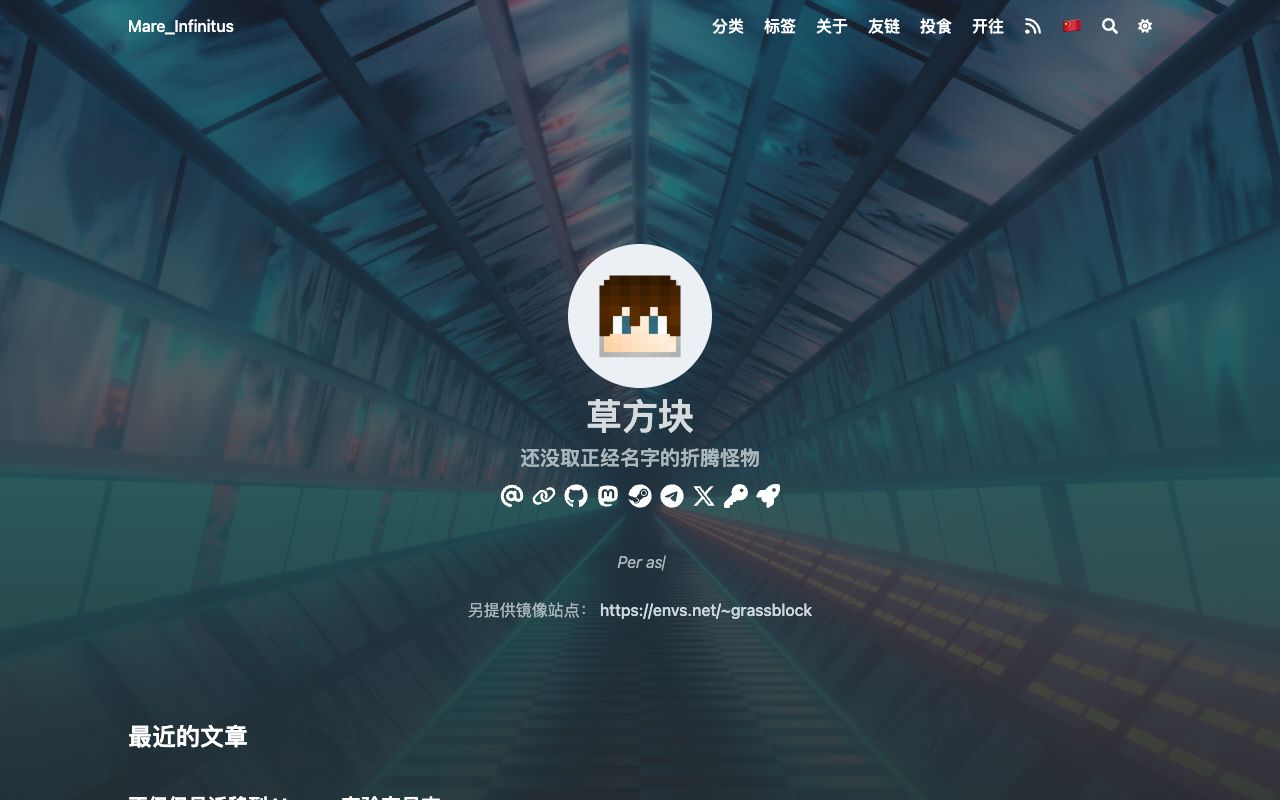 Mare_Infinitus
分类 标签 关于 友链 投食 开往
草方块
还没取正经名字的折腾怪物
Per as
另提供镜像站点： https://envs.net/~grassblock
最近的文章